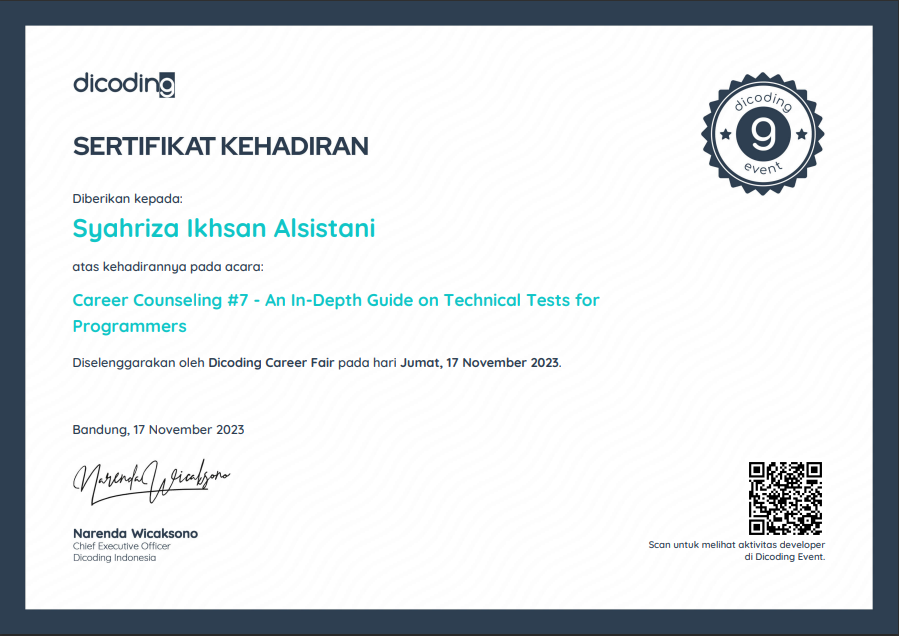 dicoding
SERTIFIKAT KEHADIRAN
dicoding
g
event
Diberikan kepada:
Syahriza Ikhsan Alsistani
atas kehadirannya pada acara:
Career Counseling #7 - An In-Depth Guide on Technical Tests for
Programmers
Diselenggarakan oleh Dicoding Career Fair pada hari Jumat, 17 November 2023.
Bandung, 17 November 2023
Narenda Wicaksono
Narenda Wicaksono
Chief Executive Officer
Dicoding Indonesia
Scan untuk melihat aktivitas developer
di Dicoding Event.